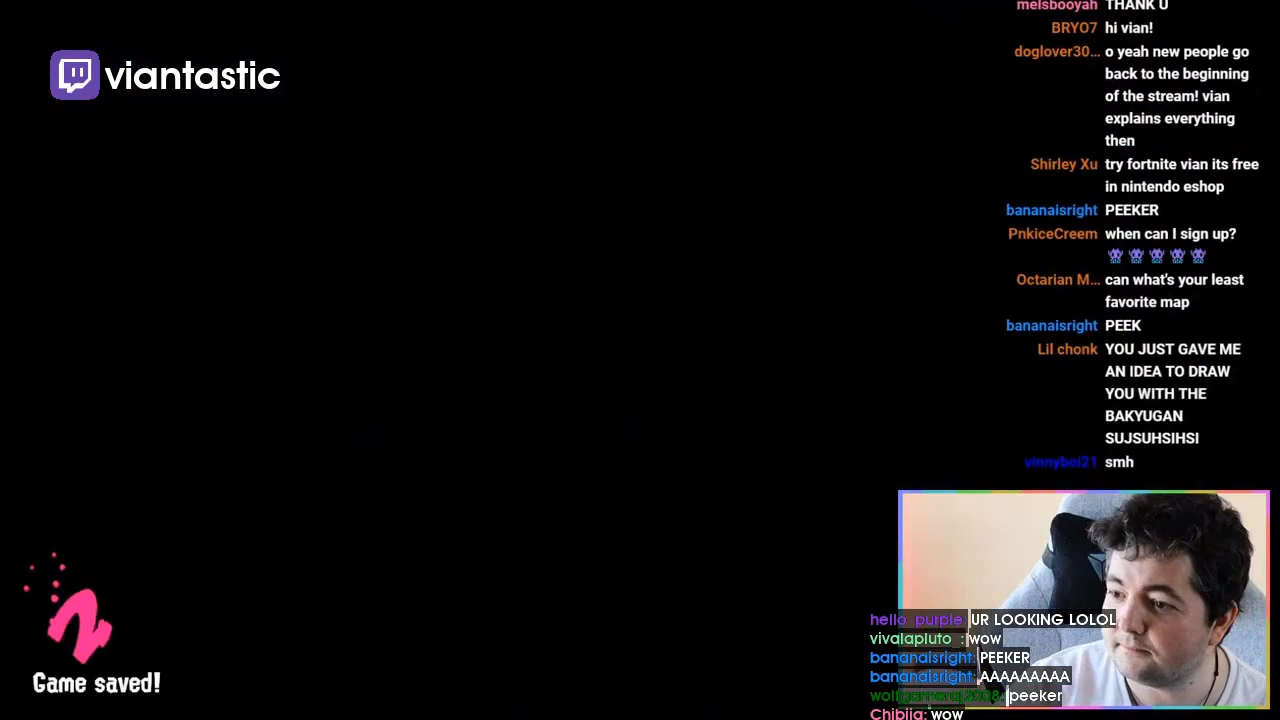 viantastic
melsbooyah THANK U
BRYO7 hi vian!
doglover30... o yeah new people go
back to the beginning
of the stream! vian
explains everything
then
Shirley Xu try fortnite vian its free
in nintendo eshop
bananaisright PEEKER
PnkiceCreem when can I sign up?
👾 👾 👾 👾 👾
Octarian M... can what's your least
favorite map
bananaisright PEEK
Lil chonk YOU JUST GAVE ME
AN IDEA TO DRAW
YOU WITH THE
BAKYUGAN
SUJSUHSIHSI
vinnyboi21 smh
hello_purple: UR LOOKING LOLOL
vivalapluto_: wow
bananaisright: PEEKER
bananaisright: AAAAAAAAA
peeker
Chibija: wow
2
Game saved!